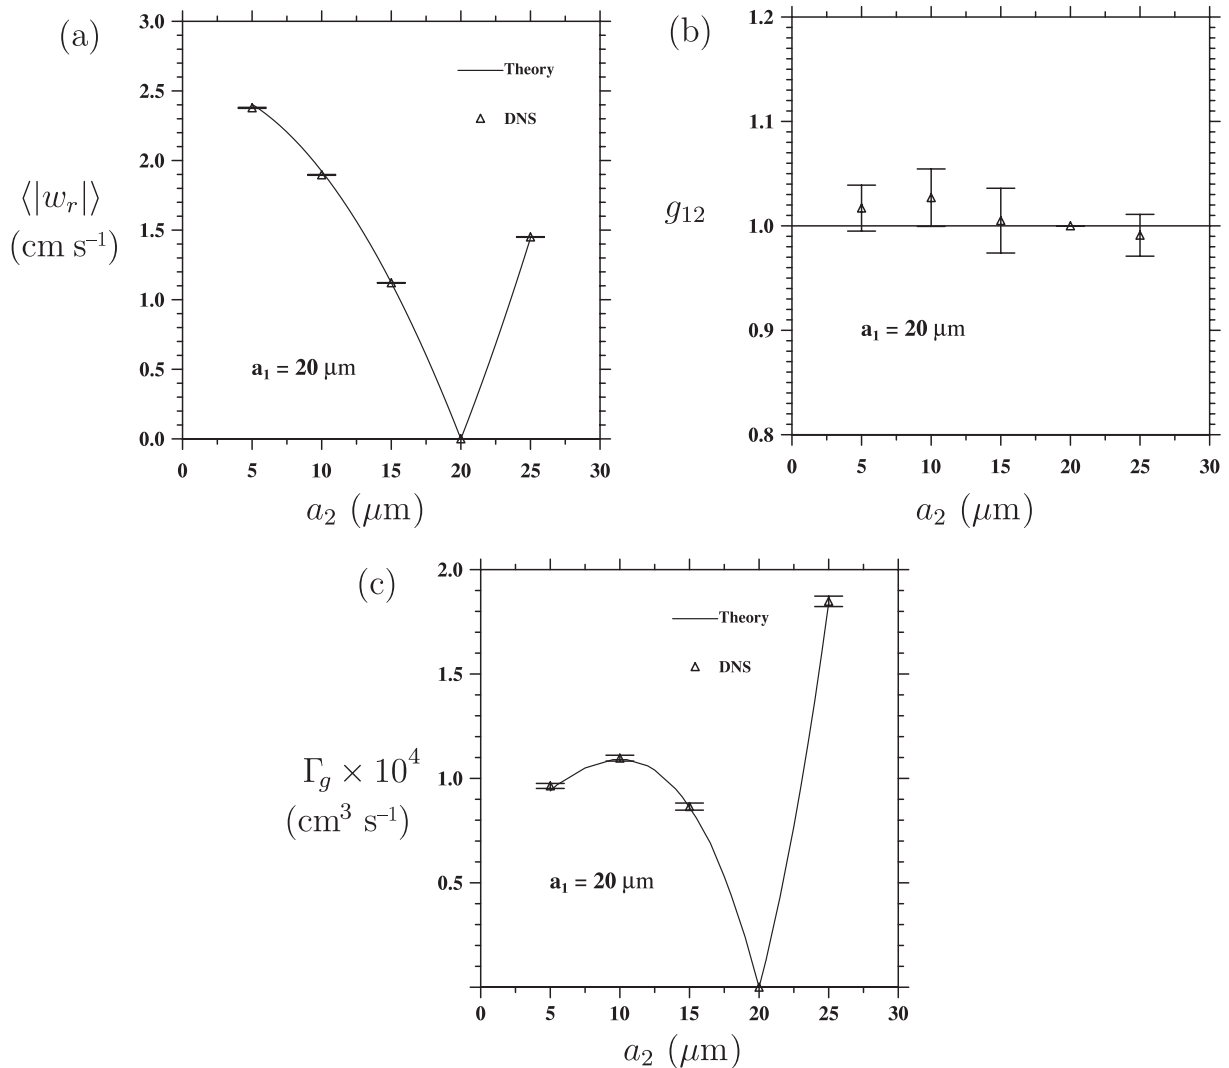 (a)
3.0
2.5
2.0
1.5
1.0
0.5
0.0
Theory
DNS
⟨|w_r|⟩
(cm s⁻¹)
a₁ = 20 μm
0 5 10 15 20 25 30
a₂ (μm)
(b)
1.2
1.1
1.0
0.9
0.8
g₁₂
a₁ = 20 μm
0 5 10 15 20 25 30
a₂ (μm)
(c)
2.0
1.5
1.0
0.5
Theory
DNS
Γ_g × 10⁴
(cm³ s⁻¹)
a₁ = 20 μm
0 5 10 15 20 25 30
a₂ (μm)